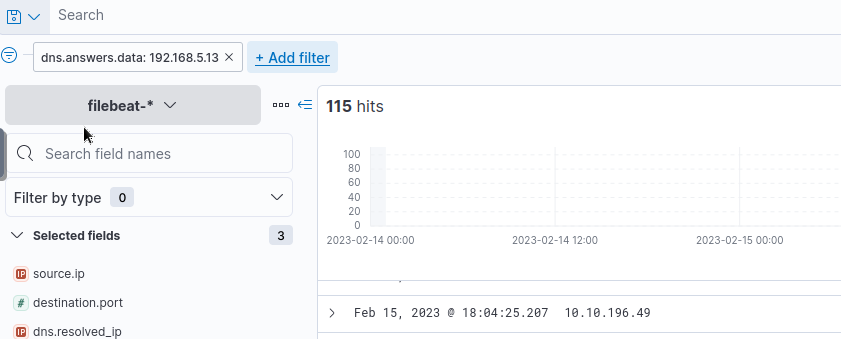 Search
dns.answers.data: 192.168.5.13 ×
+ Add filter
filebeat-*
Search field names
Filter by type 0
Selected fields 3
IP source.ip
# destination.port
IP dns.resolved_ip
115 hits
100
80
60
40
20
0
2023-02-14 00:00 2023-02-14 12:00 2023-02-15 00:00
Feb 15, 2023 @ 18:04:25.207 10.10.196.49